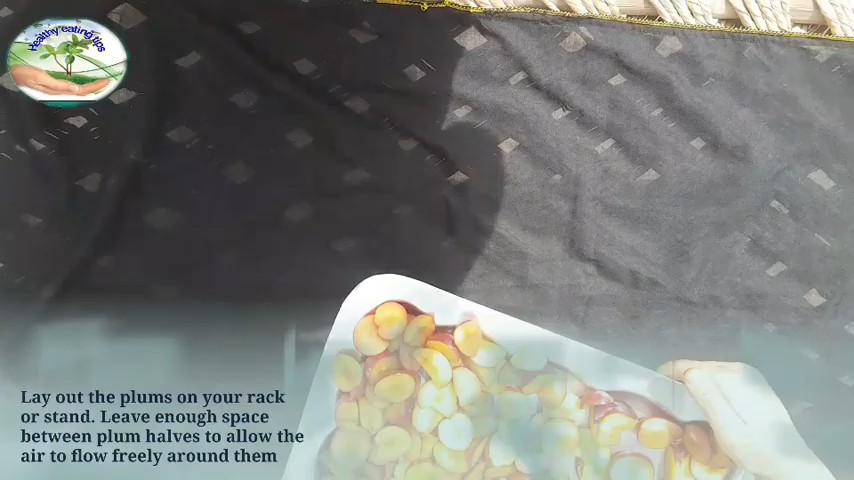 Healthy eating tips
Lay out the plums on your rack
or stand. Leave enough space
between plum halves to allow the
air to flow freely around them